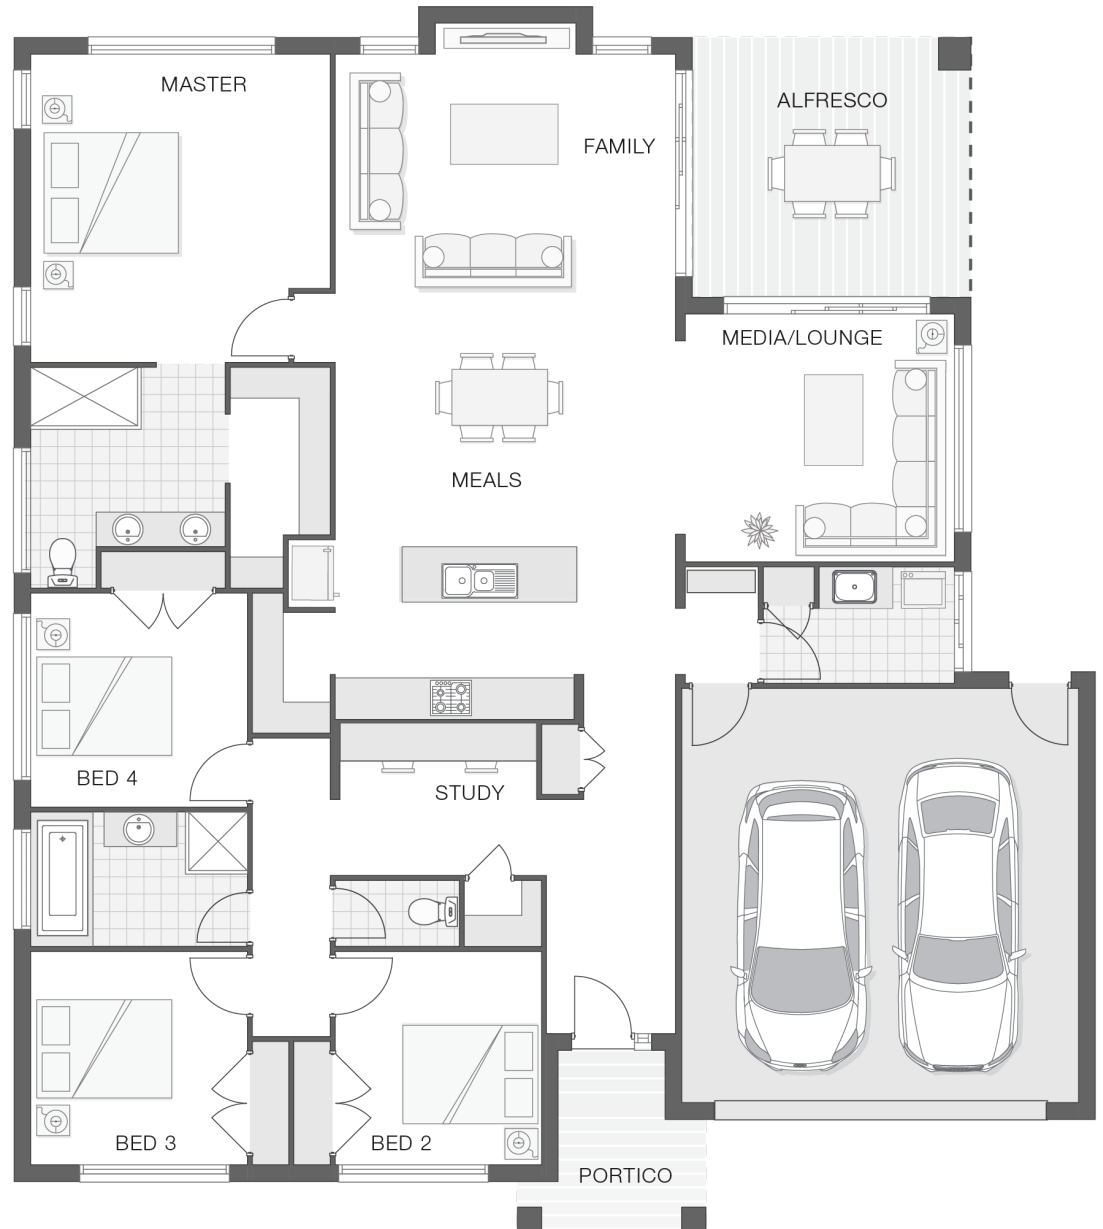 MASTER
ALFRESCO
FAMILY
MEDIA/LOUNGE
MEALS
BED 4
STUDY
BED 3
BED 2
PORTICO